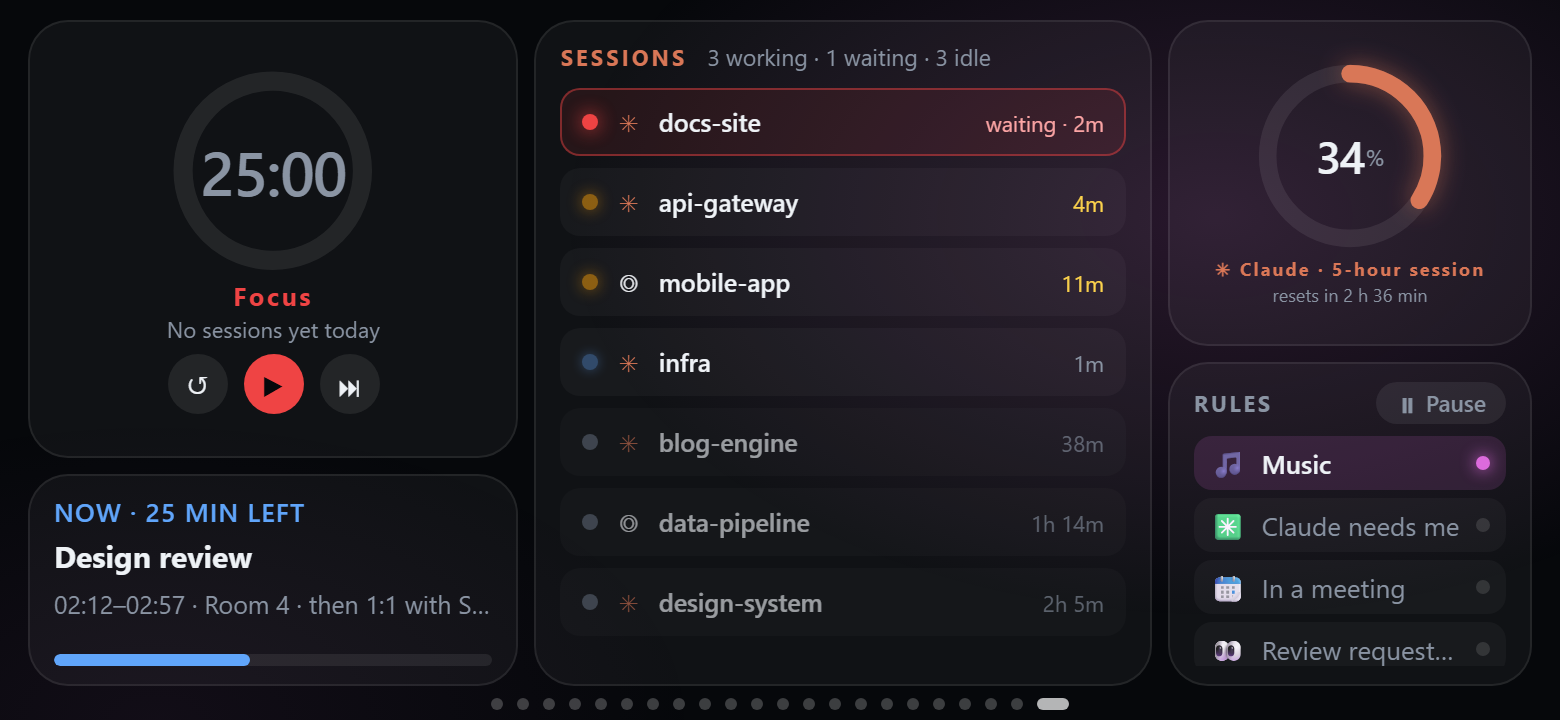 25:00
Focus
No sessions yet today
NOW · 25 MIN LEFT
Design review
02:12–02:57 · Room 4 · then 1:1 with S...
SESSIONS 3 working · 1 waiting · 3 idle
docs-site waiting · 2m
api-gateway 4m
mobile-app 11m
infra 1m
blog-engine 38m
data-pipeline 1h 14m
design-system 2h 5m
34%
Claude · 5-hour session
resets in 2 h 36 min
RULES Pause
Music
Claude needs me
In a meeting
Review request...